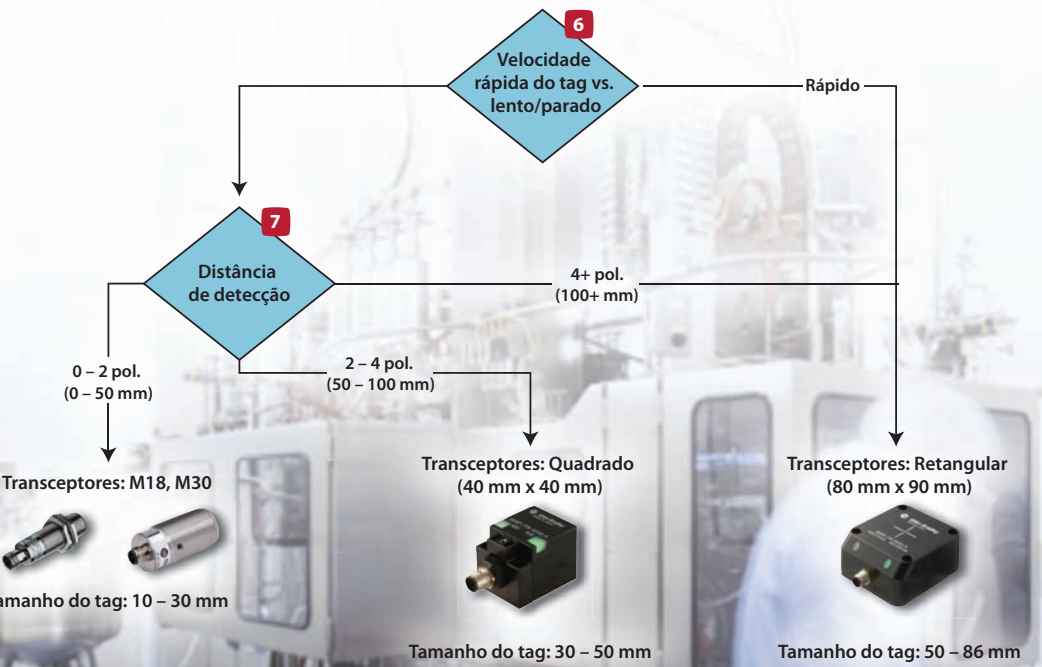 6
Velocidade
rápida do tag vs.
lento/parado
Rápido
7
Distância
de detecção
4+ pol.
(100+ mm)
0 – 2 pol.
(0 – 50 mm)
2 – 4 pol.
(50 – 100 mm)
Transceptores: M18, M30
Transceptores: Quadrado
(40 mm x 40 mm)
Transceptores: Retangular
(80 mm x 90 mm)
amanho do tag: 10 – 30 mm
Tamanho do tag: 30 – 50 mm
Tamanho do tag: 50 – 86 mm